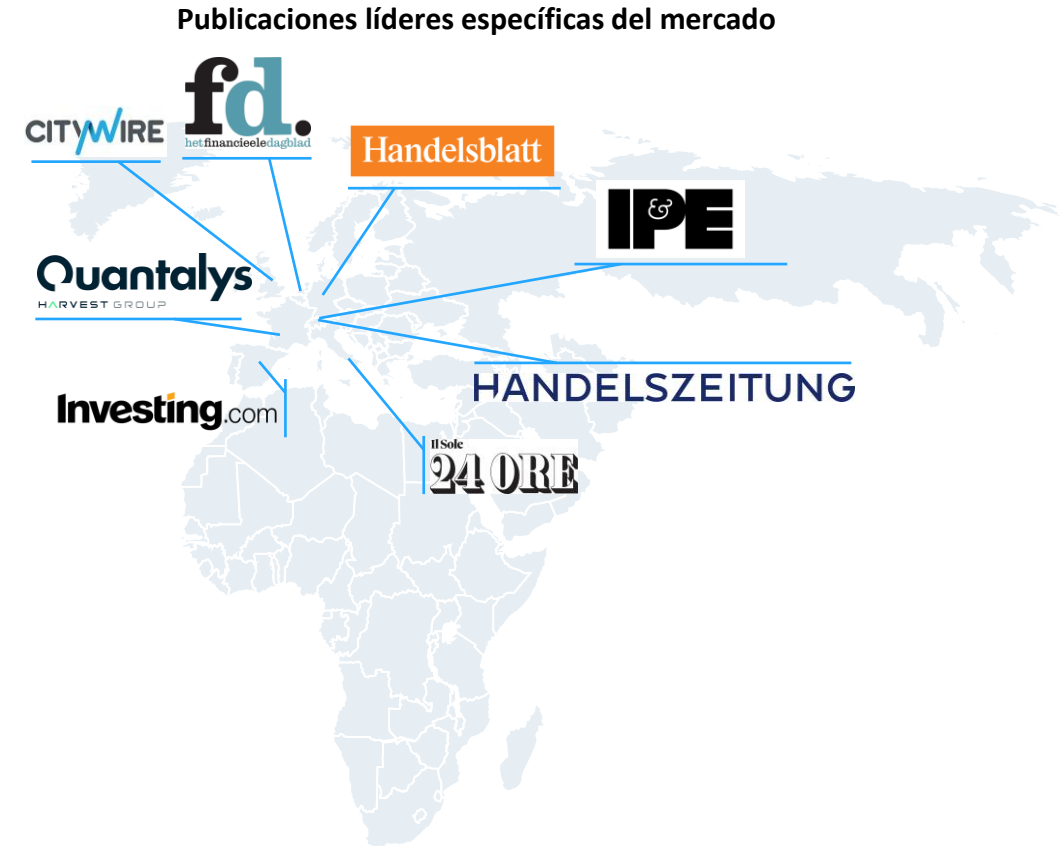 Publicaciones líderes específicas del mercado
CITYWIRE
fd.
hetfinancieeledagblad
Handelsblatt
IP&E
Quantalys
HARVEST GROUP
HANDELSZEITUNG
Investing.com
Il Sole
24 ORE